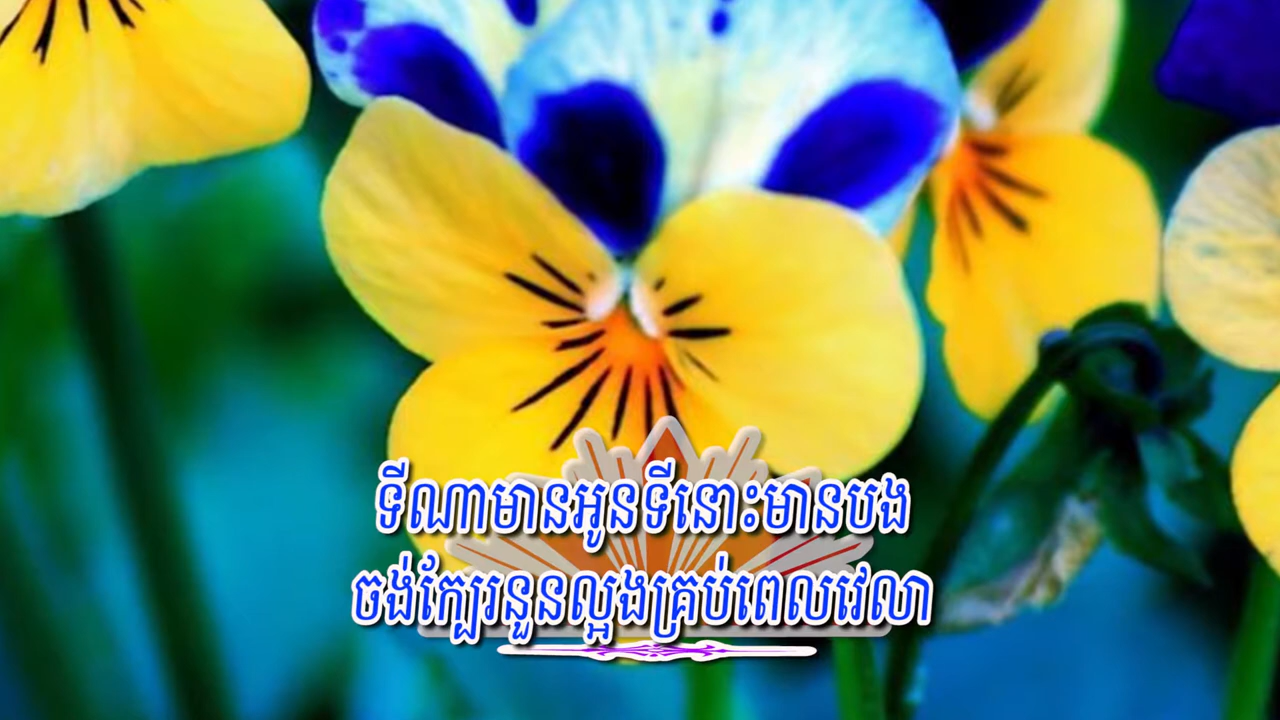 ទីណាមានអូនទីនោះមានបង
ចង់ក្បែរនួនល្អងគ្រប់ពេលវេលា